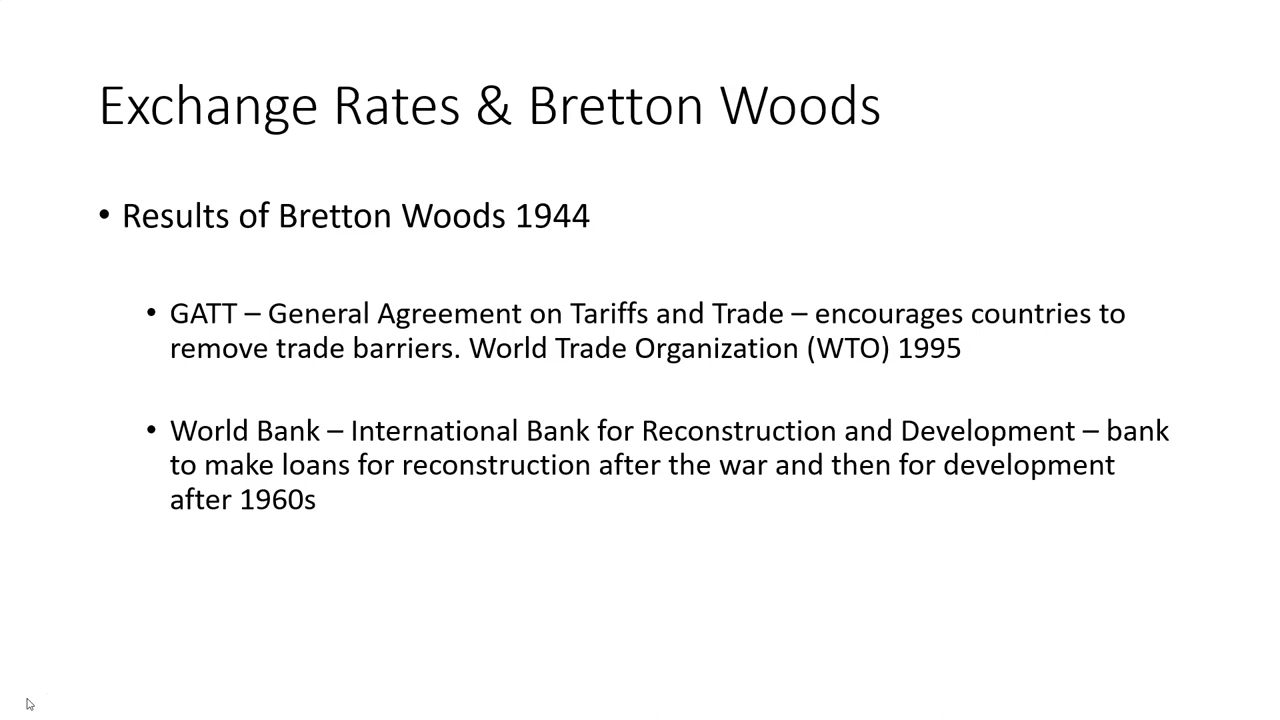 Exchange Rates & Bretton Woods
• Results of Bretton Woods 1944
• GATT – General Agreement on Tariffs and Trade – encourages countries to
remove trade barriers. World Trade Organization (WTO) 1995
• World Bank – International Bank for Reconstruction and Development – bank
to make loans for reconstruction after the war and then for development
after 1960s